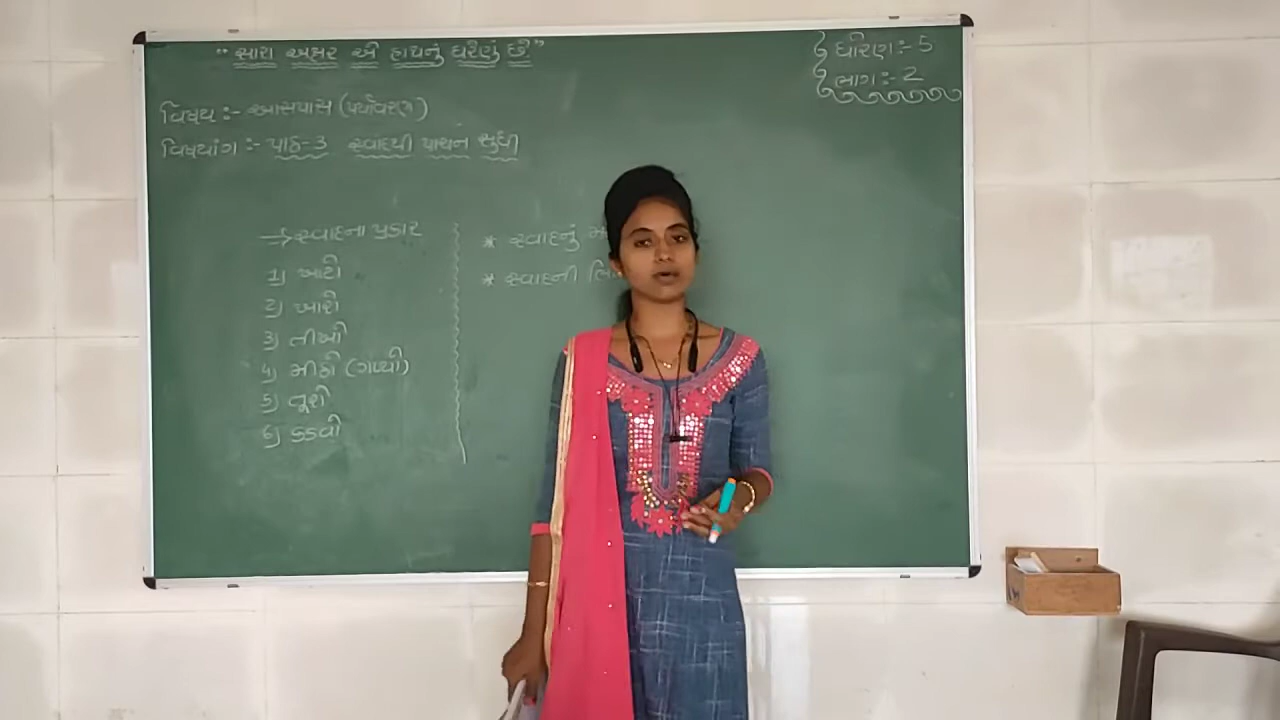 "સારા અક્ષર એ હાથનું ઘરેણું છે"
ધોરણ:- 5
ભાગ:- 2
વિષય :- આસપાસ (પર્યાવરણ)
વિષયાંગ :- પાઠ-3 સ્વાદથી પાચન સુધી
→ સ્વાદના પ્રકાર
1) ખાટો
2) ખારો
3) તીખો
4) મીઠો (ગળ્યો)
5) તૂરો
6) કડવો
* સ્વાદનું
* સ્વાદની